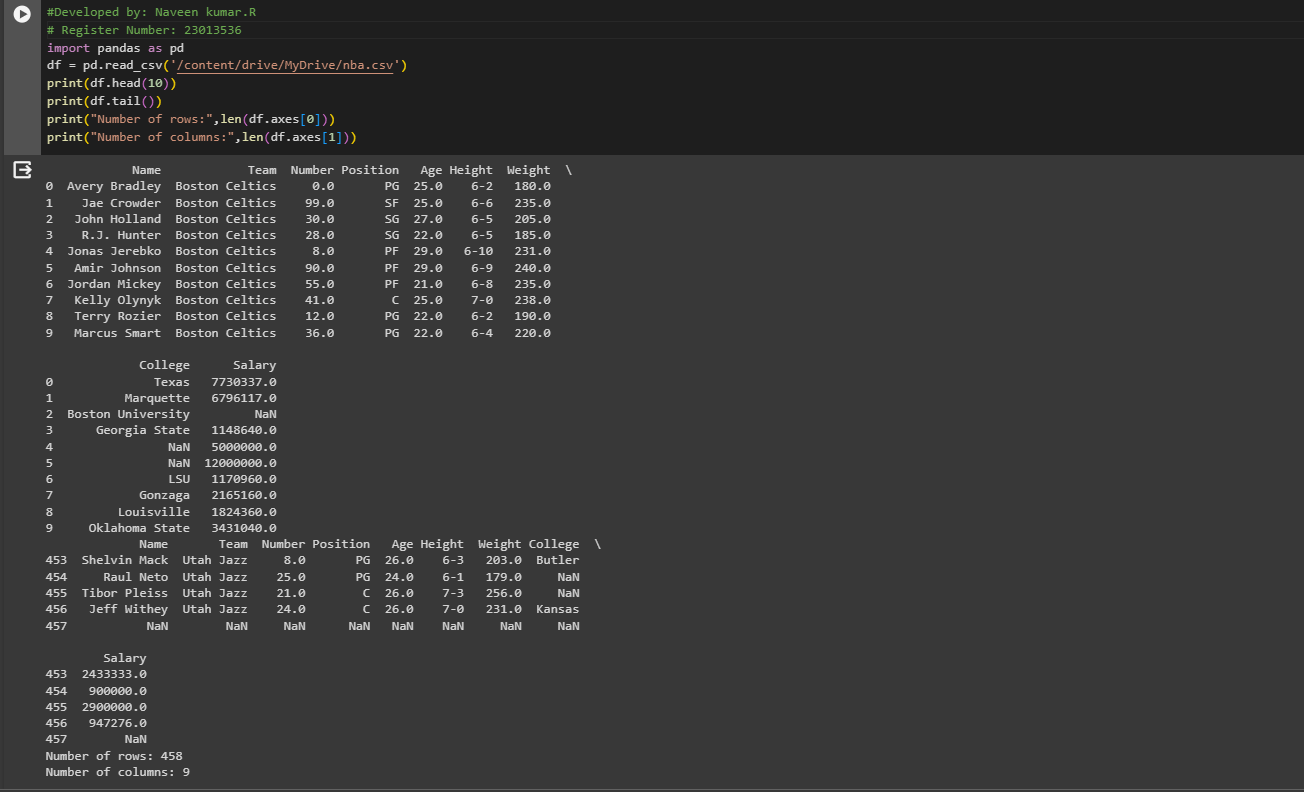 #Developed by: Naveen kumar.R
# Register Number: 23013536
import pandas as pd
df = pd.read_csv('/content/drive/MyDrive/nba.csv')
print(df.head(10))
print(df.tail())
print("Number of rows:",len(df.axes[0]))
print("Number of columns:",len(df.axes[1]))
            Name            Team  Number Position   Age Height  Weight  \
0  Avery Bradley  Boston Celtics     0.0       PG  25.0    6-2   180.0
1    Jae Crowder  Boston Celtics    99.0       SF  25.0    6-6   235.0
2   John Holland  Boston Celtics    30.0       SG  27.0    6-5   205.0
3    R.J. Hunter  Boston Celtics    28.0       SG  22.0    6-5   185.0
4  Jonas Jerebko  Boston Celtics     8.0       PF  29.0   6-10   231.0
5   Amir Johnson  Boston Celtics    90.0       PF  29.0    6-9   240.0
6  Jordan Mickey  Boston Celtics    55.0       PF  21.0    6-8   235.0
7   Kelly Olynyk  Boston Celtics    41.0        C  25.0    7-0   238.0
8   Terry Rozier  Boston Celtics    12.0       PG  22.0    6-2   190.0
9   Marcus Smart  Boston Celtics    36.0       PG  22.0    6-4   220.0
             College      Salary
0              Texas   7730337.0
1          Marquette   6796117.0
2  Boston University         NaN
3      Georgia State   1148640.0
4                NaN   5000000.0
5                NaN  12000000.0
6                LSU   1170960.0
7            Gonzaga   2165160.0
8         Louisville   1824360.0
9     Oklahoma State   3431040.0
             Name       Team  Number Position   Age Height  Weight College  \
453  Shelvin Mack  Utah Jazz     8.0       PG  26.0    6-3   203.0  Butler
454     Raul Neto  Utah Jazz    25.0       PG  24.0    6-1   179.0     NaN
455  Tibor Pleiss  Utah Jazz    21.0        C  26.0    7-3   256.0     NaN
456   Jeff Withey  Utah Jazz    24.0        C  26.0    7-0   231.0  Kansas
457           NaN        NaN     NaN      NaN   NaN    NaN     NaN     NaN
        Salary
453  2433333.0
454   900000.0
455  2900000.0
456   947276.0
457        NaN
Number of rows: 458
Number of columns: 9